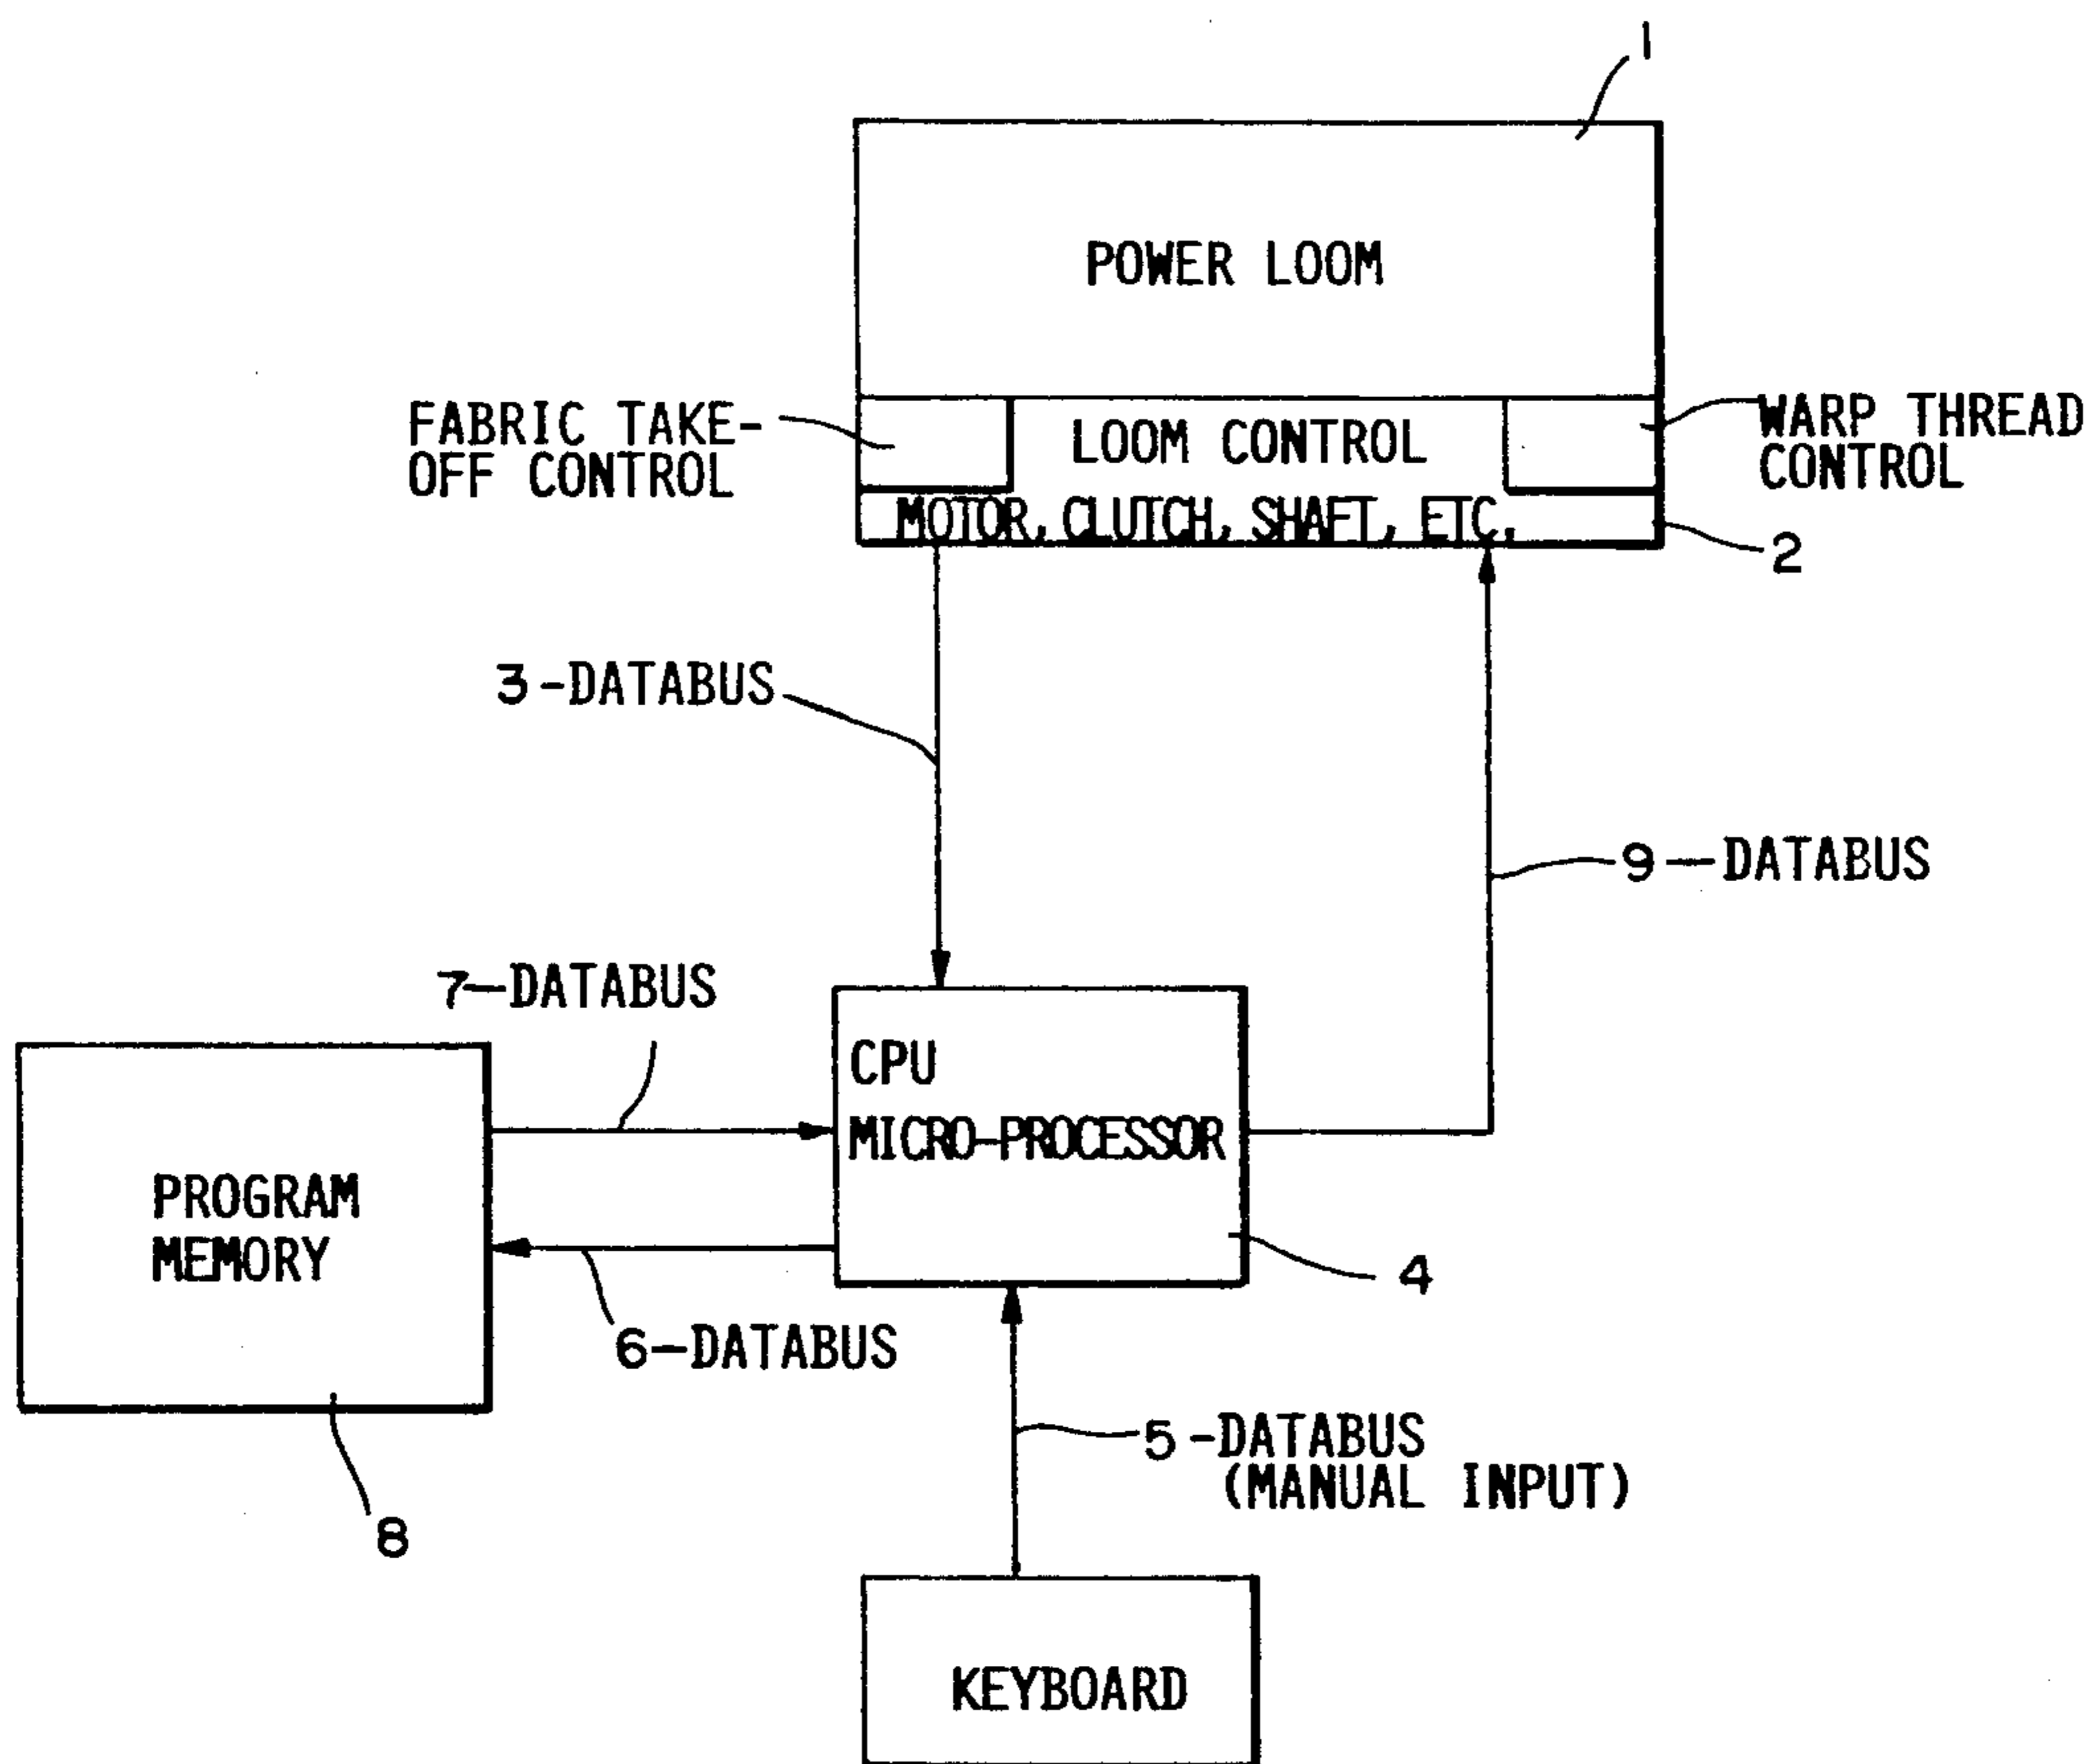 1
POWER LOOM
FABRIC TAKE-
OFF CONTROL
LOOM CONTROL
WARP THREAD
CONTROL
MOTOR, CLUTCH, SHAFT, ETC.
2
3-DATABUS
9-DATABUS
7-DATABUS
CPU
MICRO-PROCESSOR
PROGRAM
MEMORY
4
6-DATABUS
5-DATABUS
(MANUAL INPUT)
8
KEYBOARD